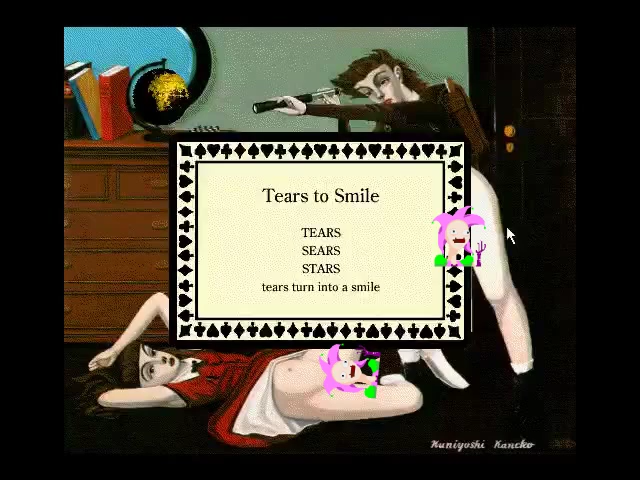 Tears to Smile
TEARS
SEARS
STARS
tears turn into a smile
Kuniyoshi Kaneko